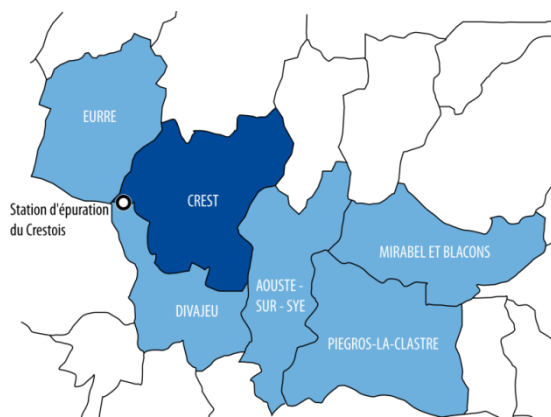 EURRE
Station d'épuration
du Crestois
CREST
MIRABEL ET BLACONS
AOUSTE -
SUR - SYE
DIVAJEU
PIEGROS-LA-CLASTRE